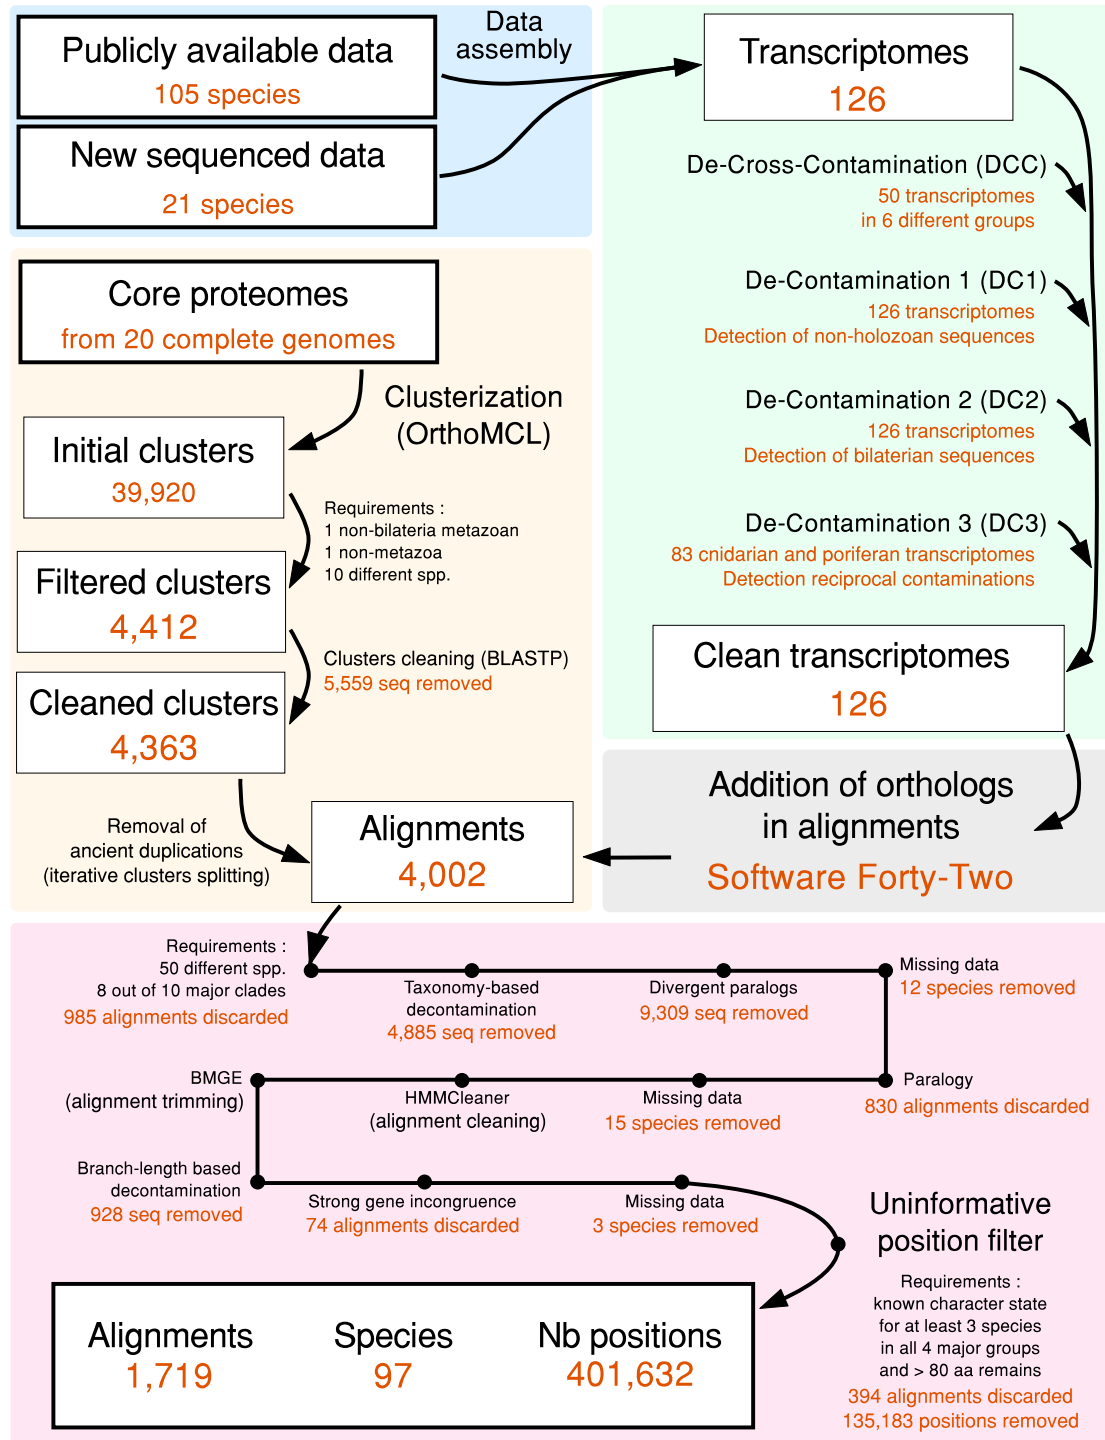 Publicly available data
105 species
New sequenced data
21 species
Data
assembly
Transcriptomes
126
De-Cross-Contamination (DCC)
50 transcriptomes
in 6 different groups
De-Contamination 1 (DC1)
126 transcriptomes
Detection of non-holozoan sequences
De-Contamination 2 (DC2)
126 transcriptomes
Detection of bilaterian sequences
De-Contamination 3 (DC3)
83 cnidarian and poriferan transcriptomes
Detection reciprocal contaminations
Clean transcriptomes
126
Addition of orthologs
in alignments
Software Forty-Two
Core proteomes
from 20 complete genomes
Clusterization
(OrthoMCL)
Initial clusters
39,920
Requirements :
1 non-bilateria metazoan
1 non-metazoa
10 different spp.
Filtered clusters
4,412
Clusters cleaning (BLASTP)
5,559 seq removed
Cleaned clusters
4,363
Removal of
ancient duplications
(iterative clusters splitting)
Alignments
4,002
Requirements :
50 different spp.
8 out of 10 major clades
985 alignments discarded
Taxonomy-based
decontamination
4,885 seq removed
Divergent paralogs
9,309 seq removed
Missing data
12 species removed
Paralogy
830 alignments discarded
Missing data
15 species removed
HMMCleaner
(alignment cleaning)
BMGE
(alignment trimming)
Branch-length based
decontamination
928 seq removed
Strong gene incongruence
74 alignments discarded
Missing data
3 species removed
Uninformative
position filter
Requirements :
known character state
for at least 3 species
in all 4 major groups
and > 80 aa remains
394 alignments discarded
135,183 positions removed
Alignments
1,719
Species
97
Nb positions
401,632